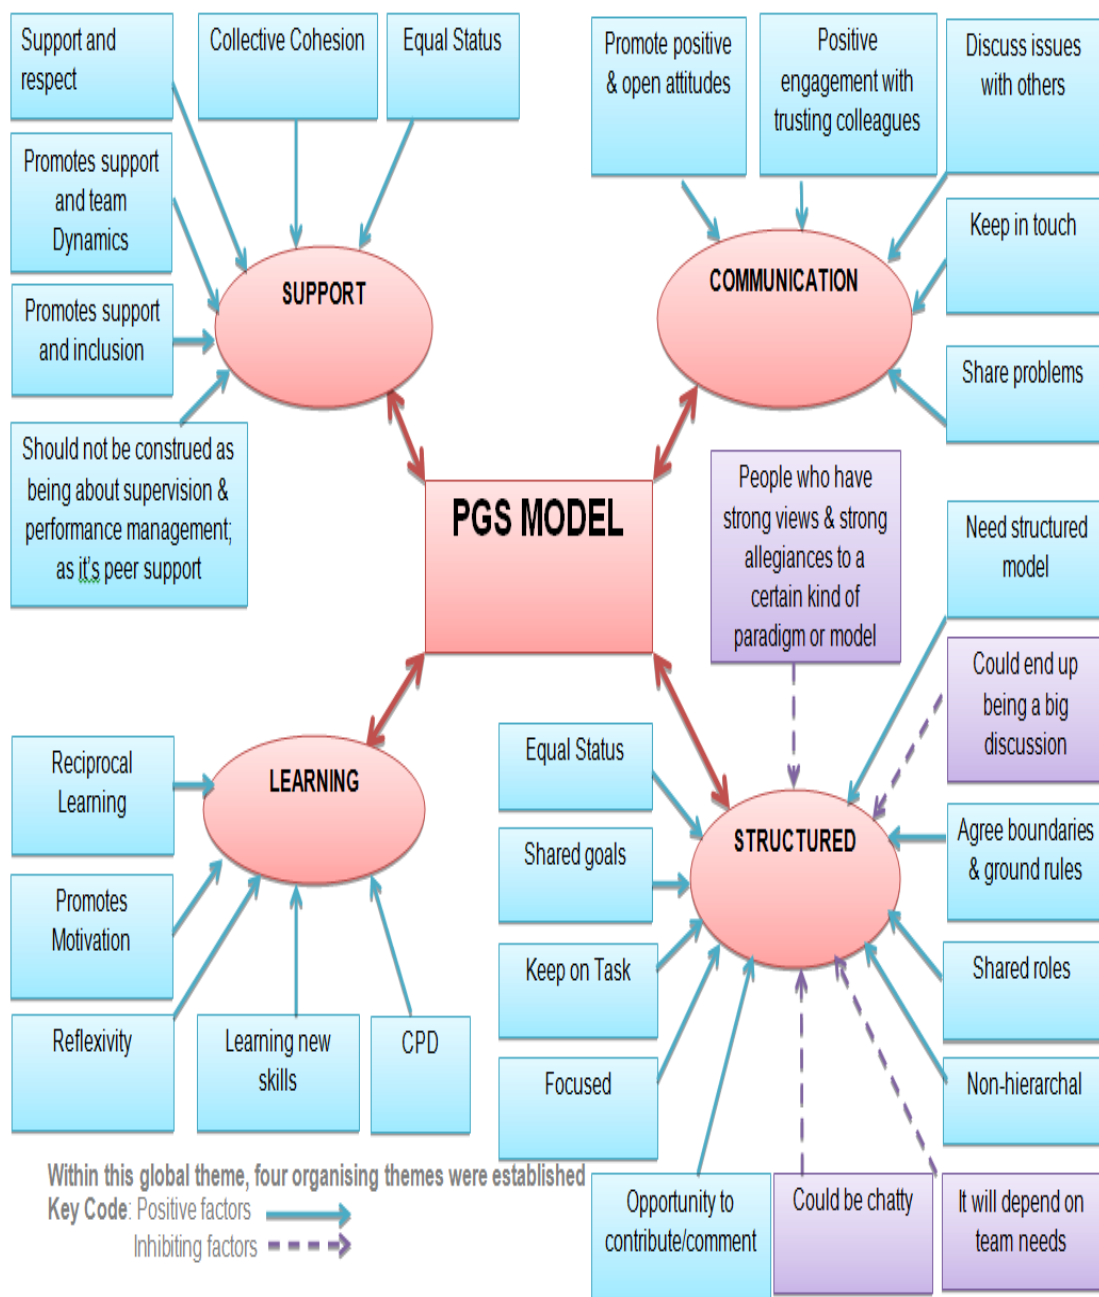 Support and
respect
Collective Cohesion
Equal Status
Promote positive
& open attitudes
Positive
engagement with
trusting colleagues
Discuss issues
with others
Promotes support
and team
Dynamics
Keep in touch
SUPPORT
COMMUNICATION
Promotes support
and inclusion
Share problems
Should not be construed as
being about supervision &
performance management;
as it's peer support
PGS MODEL
People who have
strong views & strong
allegiances to a
certain kind of
paradigm or model
Need structured
model
Could end up
being a big
discussion
Reciprocal
Learning
LEARNING
Equal Status
STRUCTURED
Agree boundaries
& ground rules
Shared goals
Promotes
Motivation
Keep on Task
Shared roles
Reflexivity
Learning new
skills
CPD
Focused
Non-hierarchal
Within this global theme, four organising themes were established
Key Code: Positive factors
Inhibiting factors
Opportunity to
contribute/comment
Could be chatty
It will depend on
team needs